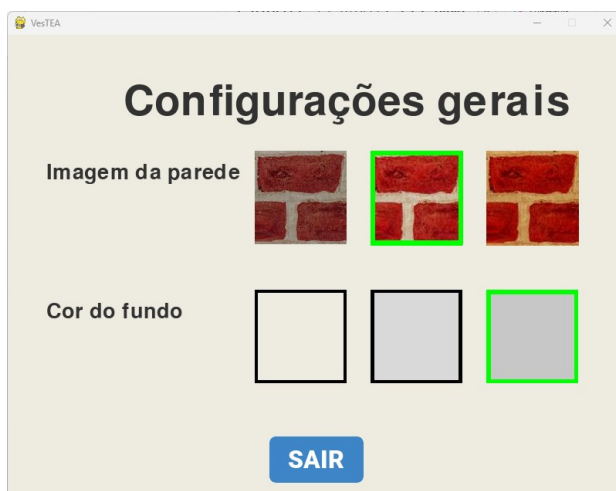 VesTEA
Configurações gerais
Imagem da parede
Cor do fundo
SAIR